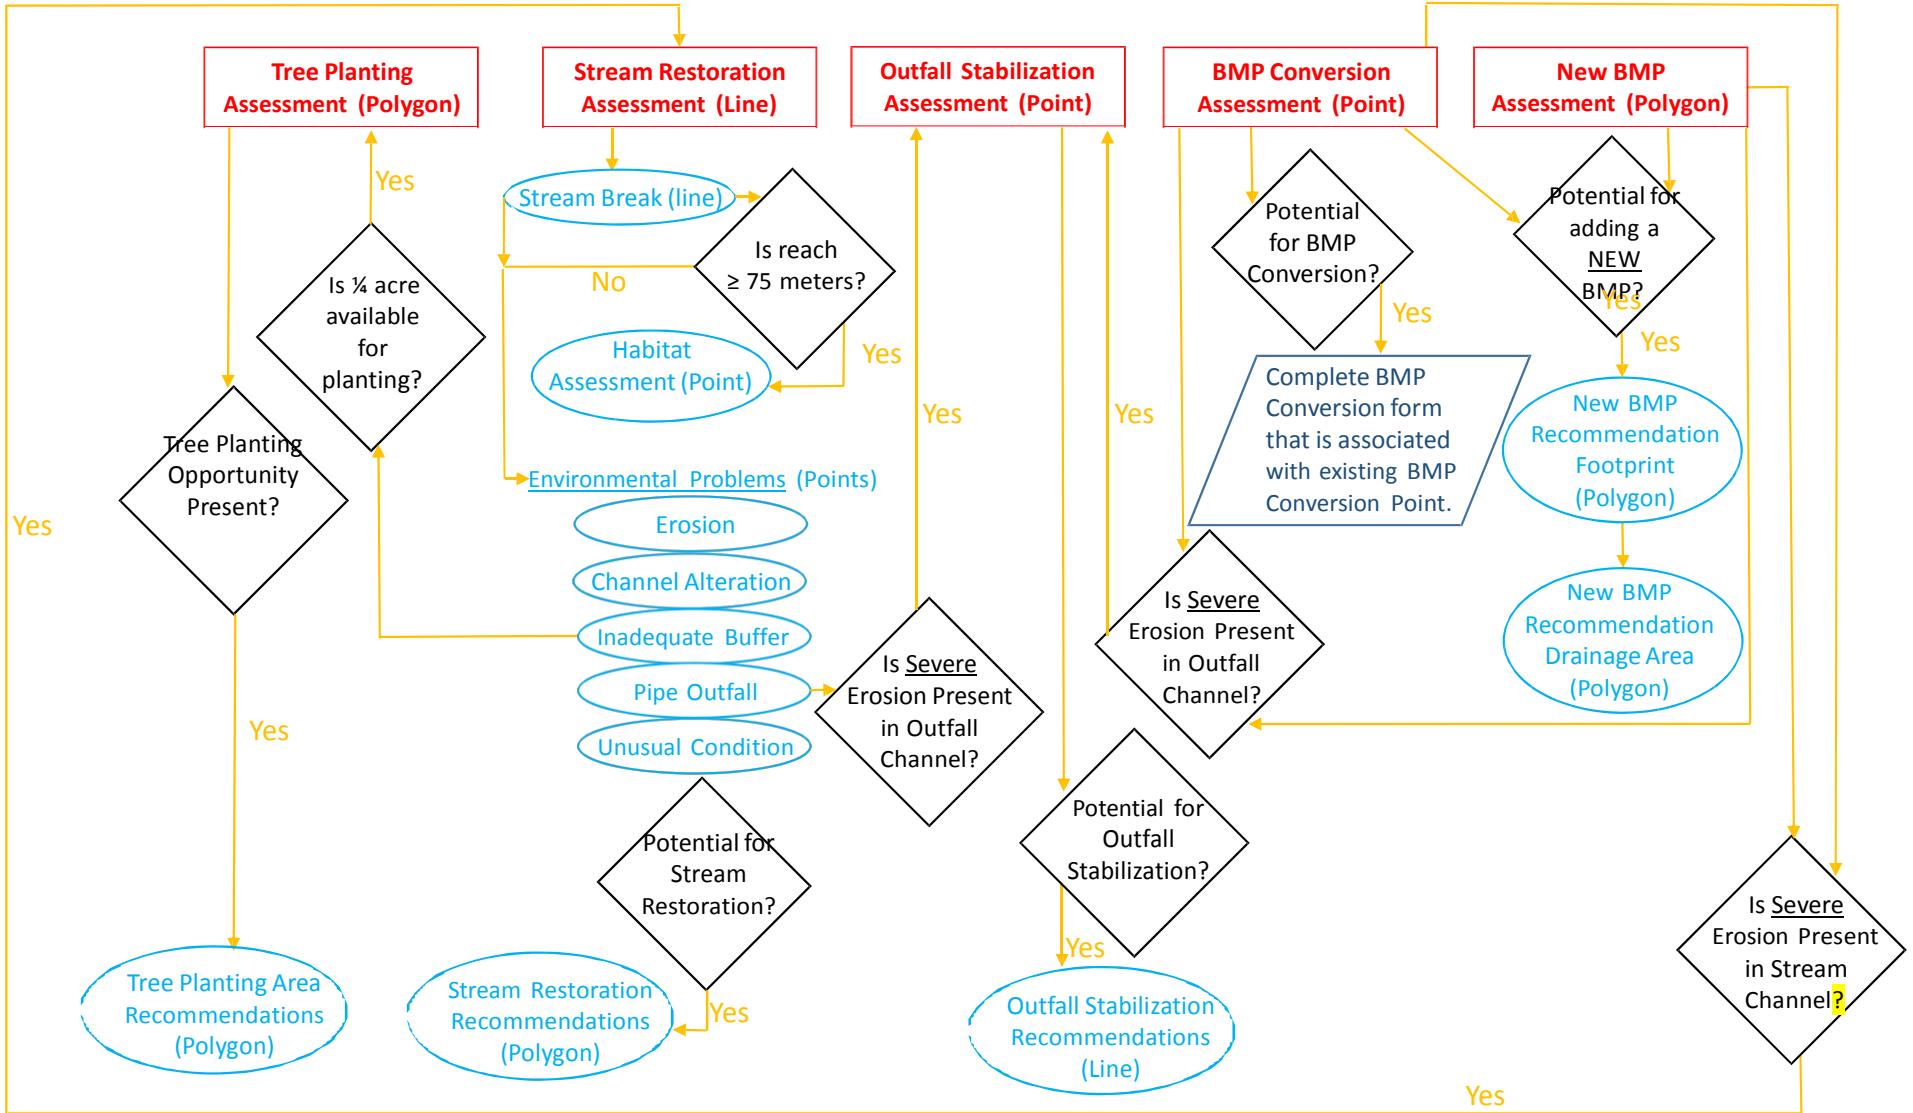 Tree Planting
Assessment (Polygon)
Stream Restoration
Assessment (Line)
Outfall Stabilization
Assessment (Point)
BMP Conversion
Assessment (Point)
New BMP
Assessment (Polygon)
Yes
Stream Break (line)
Is reach
≥ 75 meters?
No
Yes
Habitat
Assessment (Point)
Is ¼ acre
available
for
planting?
Tree Planting
Opportunity
Present?
Yes
Yes
Environmental Problems (Points)
Erosion
Channel Alteration
Inadequate Buffer
Pipe Outfall
Unusual Condition
Is Severe
Erosion Present
in Outfall
Channel?
Yes
Yes
Potential
for BMP
Conversion?
Yes
Complete BMP
Conversion form
that is associated
with existing BMP
Conversion Point.
Potential for
adding a
NEW
BMP?
Yes
Yes
New BMP
Recommendation
Footprint
(Polygon)
New BMP
Recommendation
Drainage Area
(Polygon)
Is Severe
Erosion Present
in Outfall
Channel?
Potential for
Outfall
Stabilization?
Yes
Outfall Stabilization
Recommendations
(Line)
Potential for
Stream
Restoration?
Yes
Stream Restoration
Recommendations
(Polygon)
Tree Planting Area
Recommendations
(Polygon)
Is Severe
Erosion Present
in Stream
Channel?
Yes
Yes